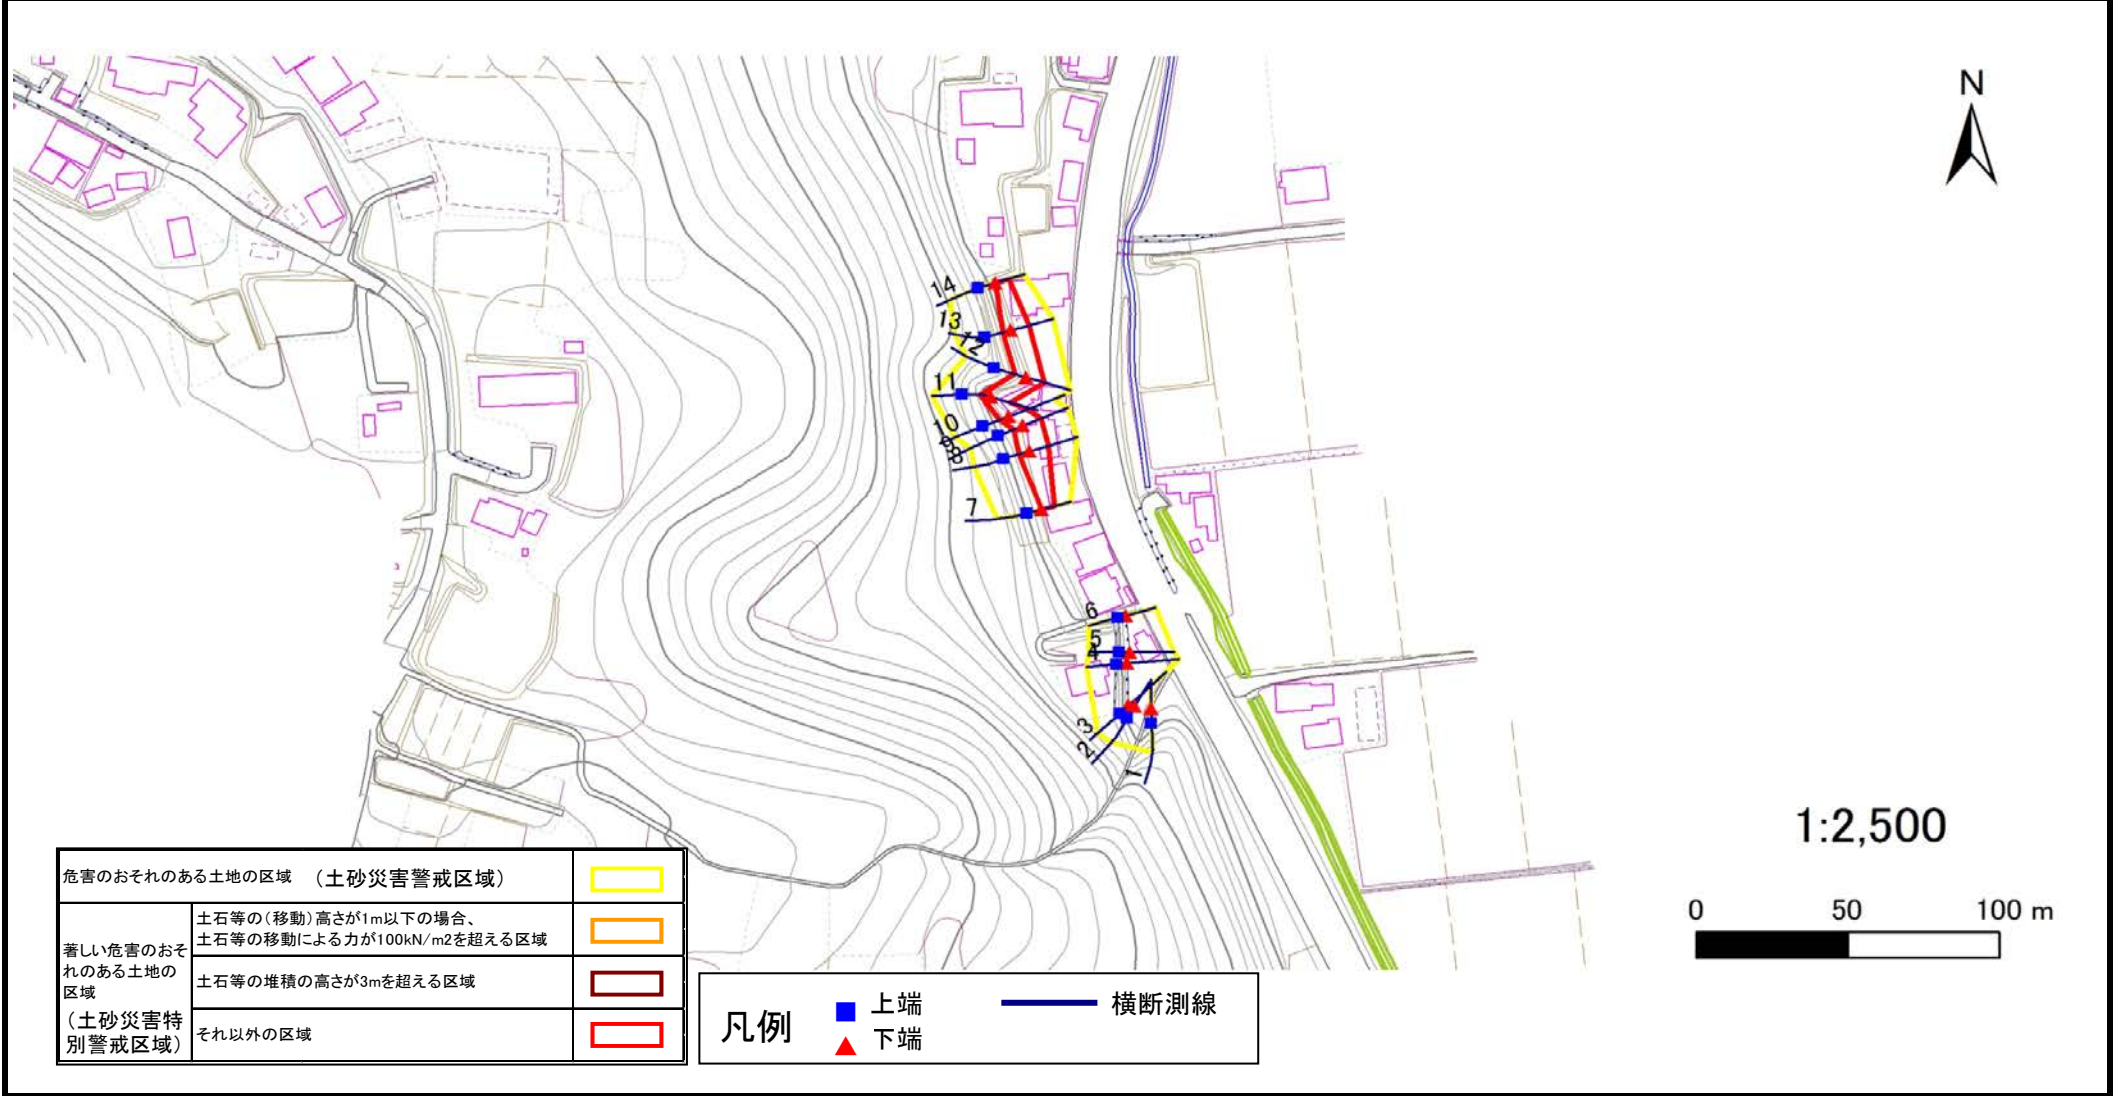 N
14
13
12
11
10
9
8
7
6
5
4
3
2
1
1:2,500
0 50 100 m
危害のおそれのある土地の区域 (土砂災害警戒区域)
著しい危害のおそ
れのある土地の
区域
(土砂災害特
別警戒区域)
土石等の(移動)高さが1m以下の場合、
土石等の移動による力が100kN/m2を超える区域
土石等の堆積の高さが3mを超える区域
それ以外の区域
凡例
上端
下端
横断測線